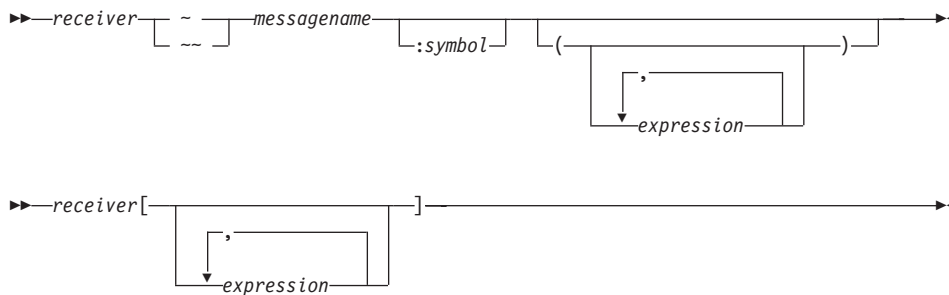 receiver ~ messagename
~~ :symbol ( )
,
expression
receiver[ ]
,
expression